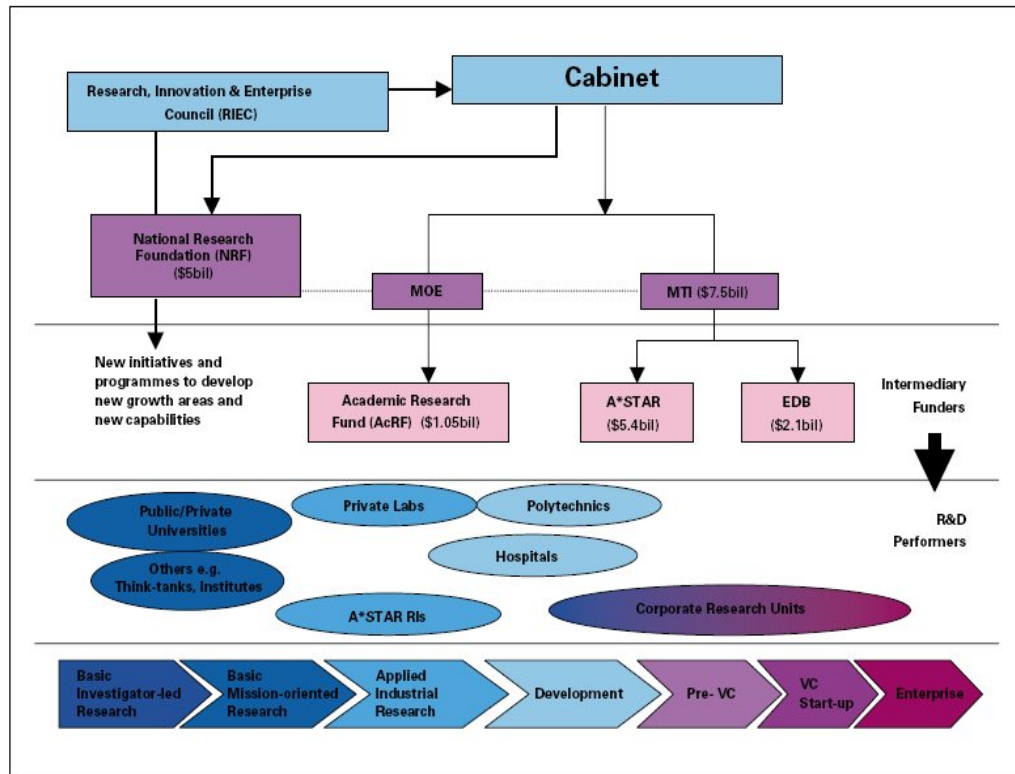 Cabinet
Research, Innovation & Enterprise
Council (RIEC)
National Research
Foundation (NRF)
($5bil)
MOE
MTI ($7.5bil)
New initiatives and
programmes to develop
new growth areas and
new capabilities
Academic Research
Fund (AcRF) ($1.05bil)
A*STAR
($5.4bil)
EDB
($2.1bil)
Intermediary
Funders
Public/Private
Universities
Private Labs
Polytechnics
R&D
Performers
Hospitals
Others e.g.
Think-tanks, Institutes
A*STAR RIs
Corporate Research Units
Basic
Investigator-led
Research
Basic
Mission-oriented
Research
Applied
Industrial
Research
Development
Pre- VC
VC
Start-up
Enterprise